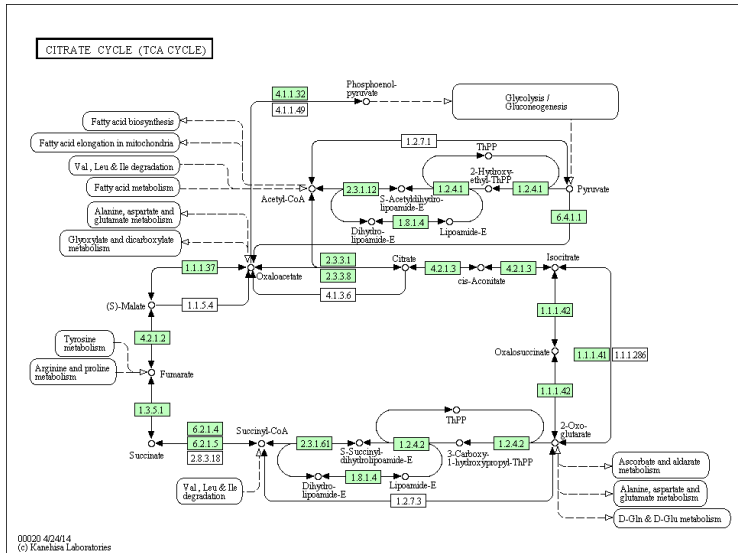 CITRATE CYCLE (TCA CYCLE)
Phosphoenol-
pyruvate
4.1.1.32
4.1.1.49
Glycolysis /
Gluconeogenesis
Fatty acid biosynthesis
Fatty acid elongation in mitochondria
Val , Leu & Ile degradation
Fatty acid metabolism
Alanine, aspartate and
glutamate metabolism
Glyoxylate and dicarboxylate
metabolism
1.2.7.1
ThPP
2-Hydroxy-
ethyl-ThPP
Acetyl-CoA
2.3.1.12
S-Acetyldihydro-
lipoamide-E
1.2.4.1
1.2.4.1
Pyruvate
Dihydro-
lipoamide-E
1.8.1.4
Lipoamide-E
6.4.1.1
1.1.1.37
Oxaloacetate
2.3.3.1
2.3.3.8
4.1.3.6
Citrate
4.2.1.3
cis-Aconitate
4.2.1.3
Isocitrate
(S)-Malate
1.1.5.4
1.1.1.42
4.2.1.2
Tyrosine
metabolism
Arginine and proline
metabolism
Fumarate
Oxalosuccinate
1.1.1.41
1.1.1.286
1.1.1.42
1.3.5.1
Succinate
6.2.1.4
6.2.1.5
2.8.3.18
Succinyl-CoA
2.3.1.61
S-Succinyl-
dihydrolipoamide-E
ThPP
1.2.4.2
3-Carboxy-
1-hydroxypropyl-ThPP
1.2.4.2
2-Oxo-
glutarate
Val , Leu & Ile
degradation
Dihydro-
lipoamide-E
1.8.1.4
Lipoamide-E
1.2.7.3
Ascorbate and aldarate
metabolism
Alanine, aspartate and
glutamate metabolism
D-Gln & D-Glu metabolism
00020 4/24/14
(c) Kanehisa Laboratories